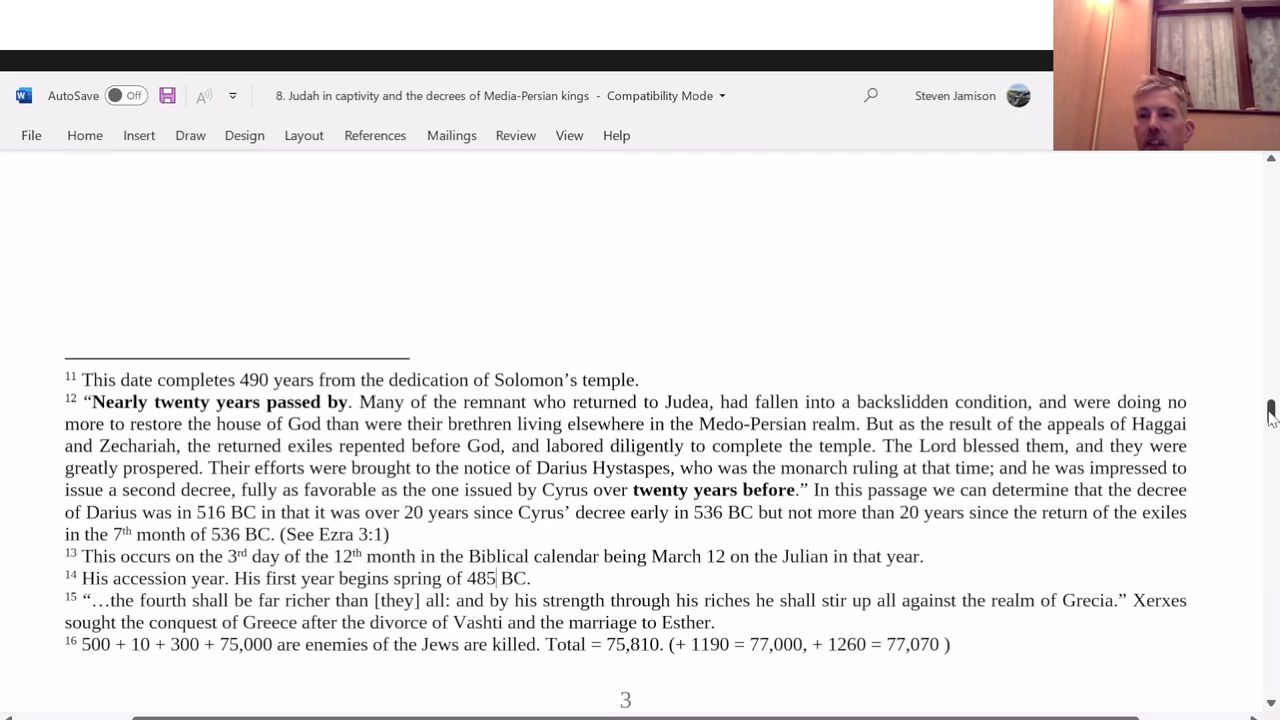 AutoSave Off 8. Judah in captivity and the decrees of Media-Persian kings - Compatibility Mode Steven Jamison
File Home Insert Draw Design Layout References Mailings Review View Help
11 This date completes 490 years from the dedication of Solomon’s temple.
12 “Nearly twenty years passed by. Many of the remnant who returned to Judea, had fallen into a backslidden condition, and were doing no
more to restore the house of God than were their brethren living elsewhere in the Medo-Persian realm. But as the result of the appeals of Haggai
and Zechariah, the returned exiles repented before God, and labored diligently to complete the temple. The Lord blessed them, and they were
greatly prospered. Their efforts were brought to the notice of Darius Hystaspes, who was the monarch ruling at that time; and he was impressed to
issue a second decree, fully as favorable as the one issued by Cyrus over twenty years before.” In this passage we can determine that the decree
of Darius was in 516 BC in that it was over 20 years since Cyrus’ decree early in 536 BC but not more than 20 years since the return of the exiles
in the 7th month of 536 BC. (See Ezra 3:1)
13 This occurs on the 3rd day of the 12th month in the Biblical calendar being March 12 on the Julian in that year.
14 His accession year. His first year begins spring of 485 BC.
15 “…the fourth shall be far richer than [they] all: and by his strength through his riches he shall stir up all against the realm of Grecia.” Xerxes
sought the conquest of Greece after the divorce of Vashti and the marriage to Esther.
16 500 + 10 + 300 + 75,000 are enemies of the Jews are killed. Total = 75,810. (+ 1190 = 77,000, + 1260 = 77,070 )
3